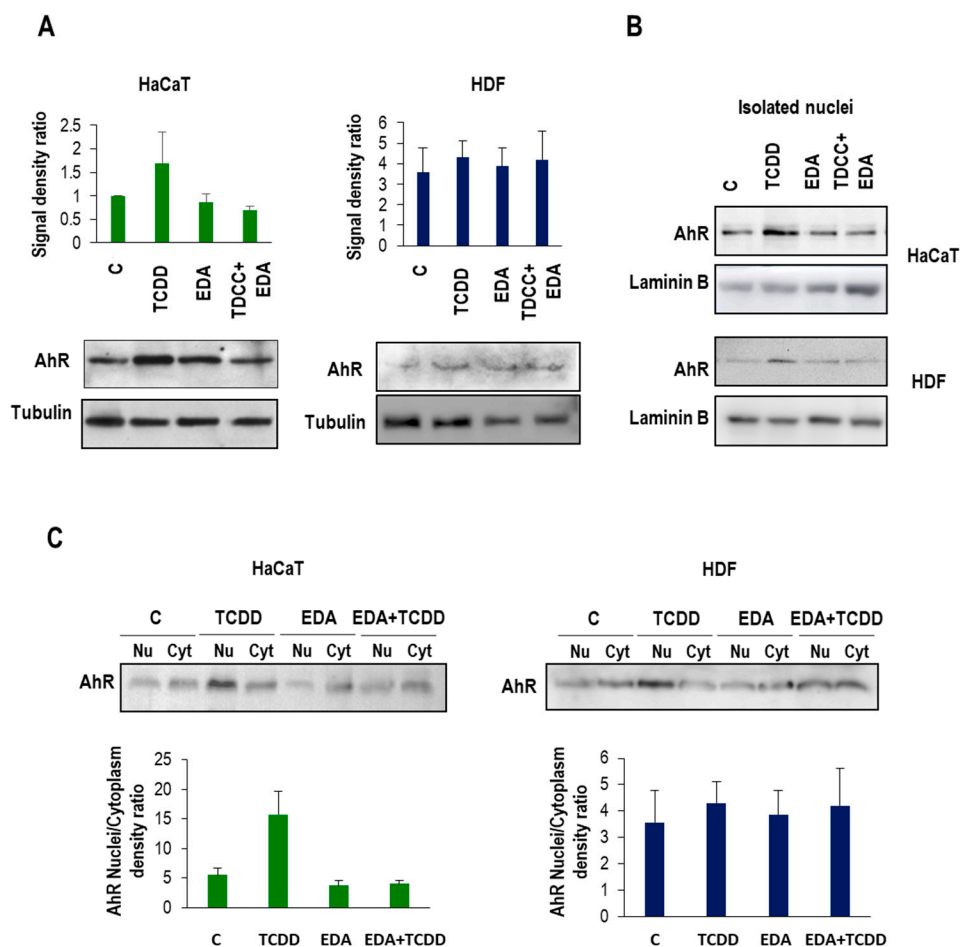 A
HaCaT
Signal density ratio
2.5
2
1.5
1
0.5
0
C
TCDD
EDA
TDCC+
EDA
AhR
Tubulin
HDF
Signal density ratio
6
5
4
3
2
1
0
C
TCDD
EDA
TDCC+
EDA
AhR
Tubulin
B
Isolated nuclei
C
TCDD
EDA
TDCC+
EDA
AhR
Laminin B
HaCaT
AhR
Laminin B
HDF
C
HaCaT
C TCDD EDA EDA+TCDD
Nu Cyt Nu Cyt Nu Cyt Nu Cyt
AhR
AhR Nuclei/Cytoplasm
density ratio
25
20
15
10
5
0
C TCDD EDA EDA+TCDD
HDF
C TCDD EDA EDA+TCDD
Nu Cyt Nu Cyt Nu Cyt Nu Cyt
AhR
AhR Nuclei/Cytoplasm
density ratio
6
5
4
3
2
1
0
C TCDD EDA EDA+TCDD